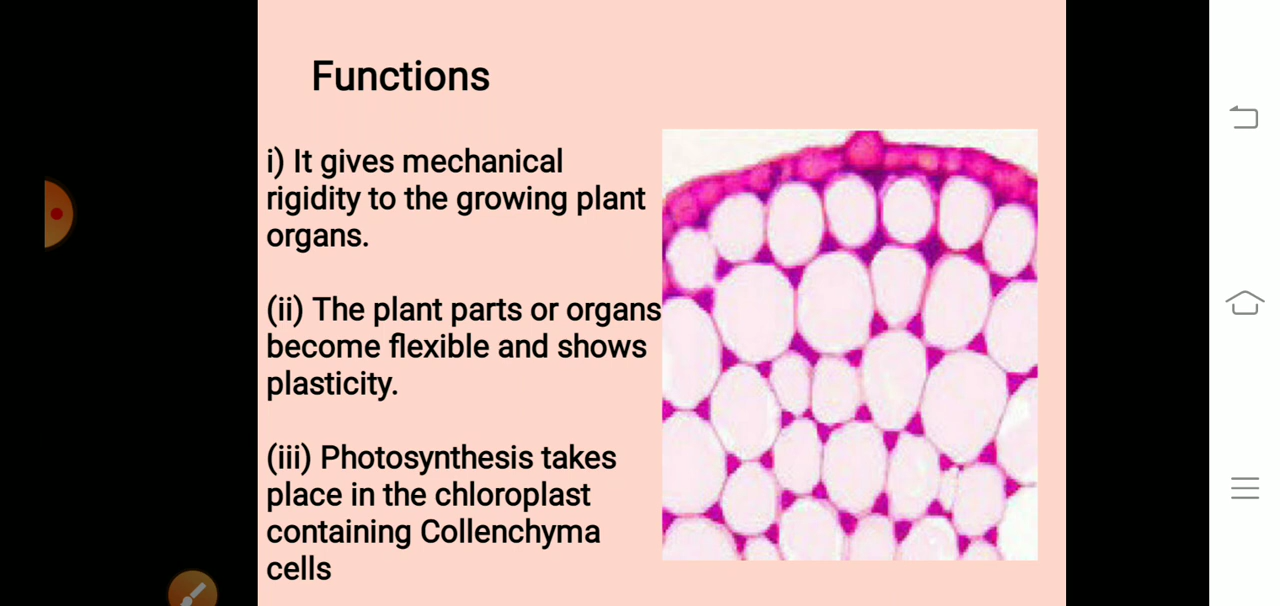 Functions
i) It gives mechanical
rigidity to the growing plant
organs.
(ii) The plant parts or organs
become flexible and shows
plasticity.
(iii) Photosynthesis takes
place in the chloroplast
containing Collenchyma
cells